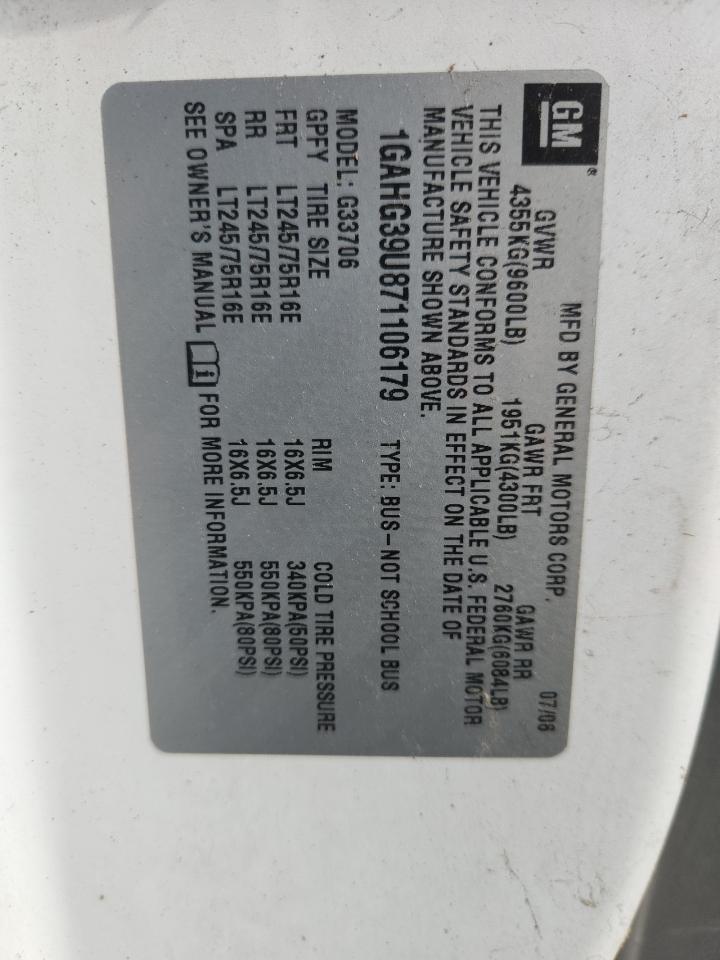 GM®
MFD BY GENERAL MOTORS CORP. 07/08
GVWR GAWR FRT GAWR RR
4355KG(9600LB) 1951KG(4300LB) 2760KG(6084LB)
THIS VEHICLE CONFORMS TO ALL APPLICABLE U.S. FEDERAL MOTOR
VEHICLE SAFETY STANDARDS IN EFFECT ON THE DATE OF
MANUFACTURE SHOWN ABOVE.
1GAHG39U871106179 TYPE: BUS-NOT SCHOOL BUS
MODEL: G33706
GPFY TIRE SIZE RIM COLD TIRE PRESSURE
FRT LT245/75R16E 16X6.5J 340KPA(50PSI)
RR LT245/75R16E 16X6.5J 550KPA(80PSI)
SPA LT245/75R16E 16X6.5J 550KPA(80PSI)
SEE OWNER'S MANUAL i FOR MORE INFORMATION.